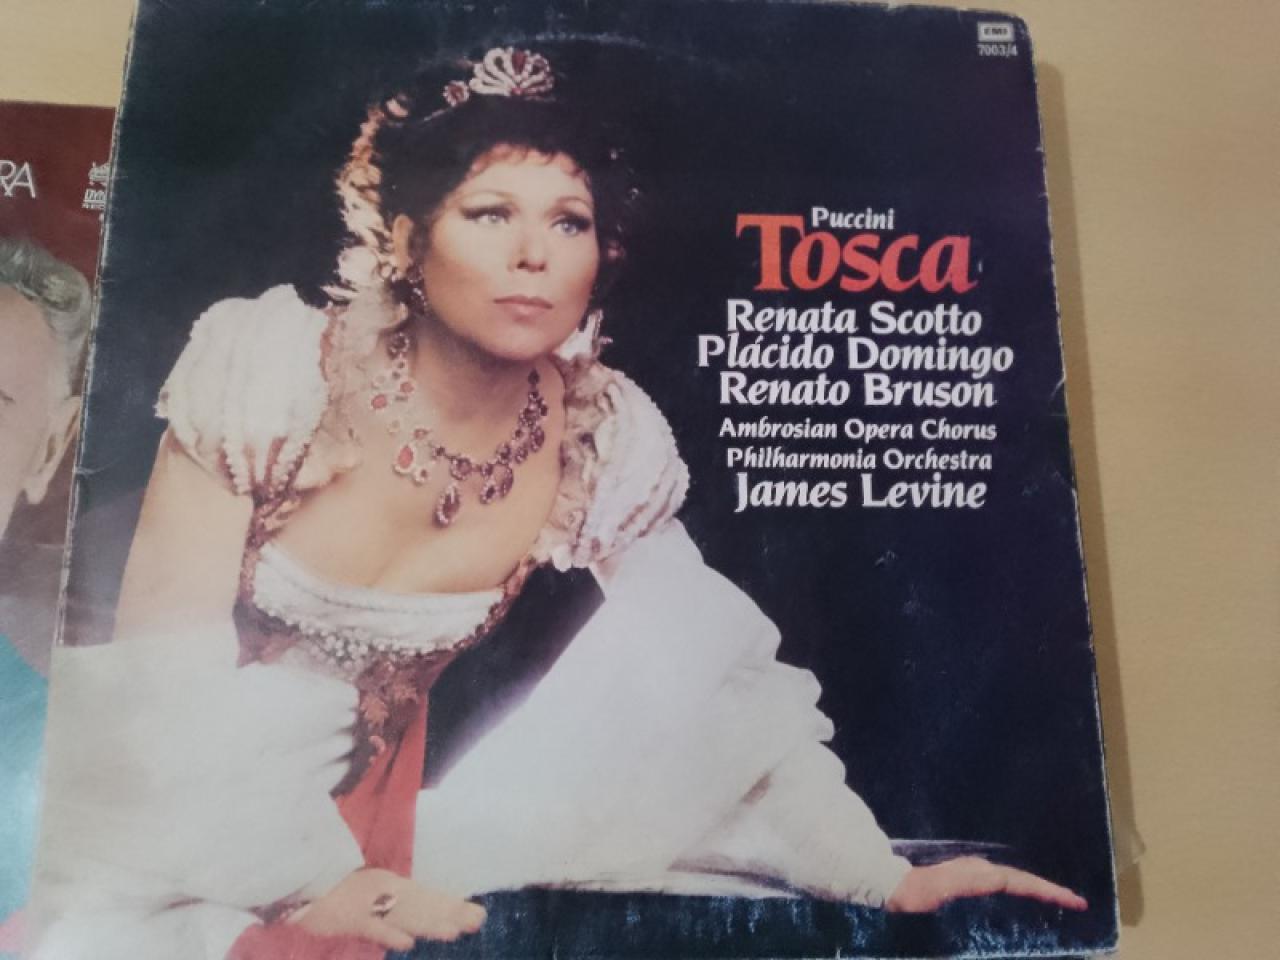 EMI
7003/4
Puccini
Tosca
Renata Scotto
Plácido Domingo
Renato Bruson
Ambrosian Opera Chorus
Philharmonia Orchestra
James Levine
RA